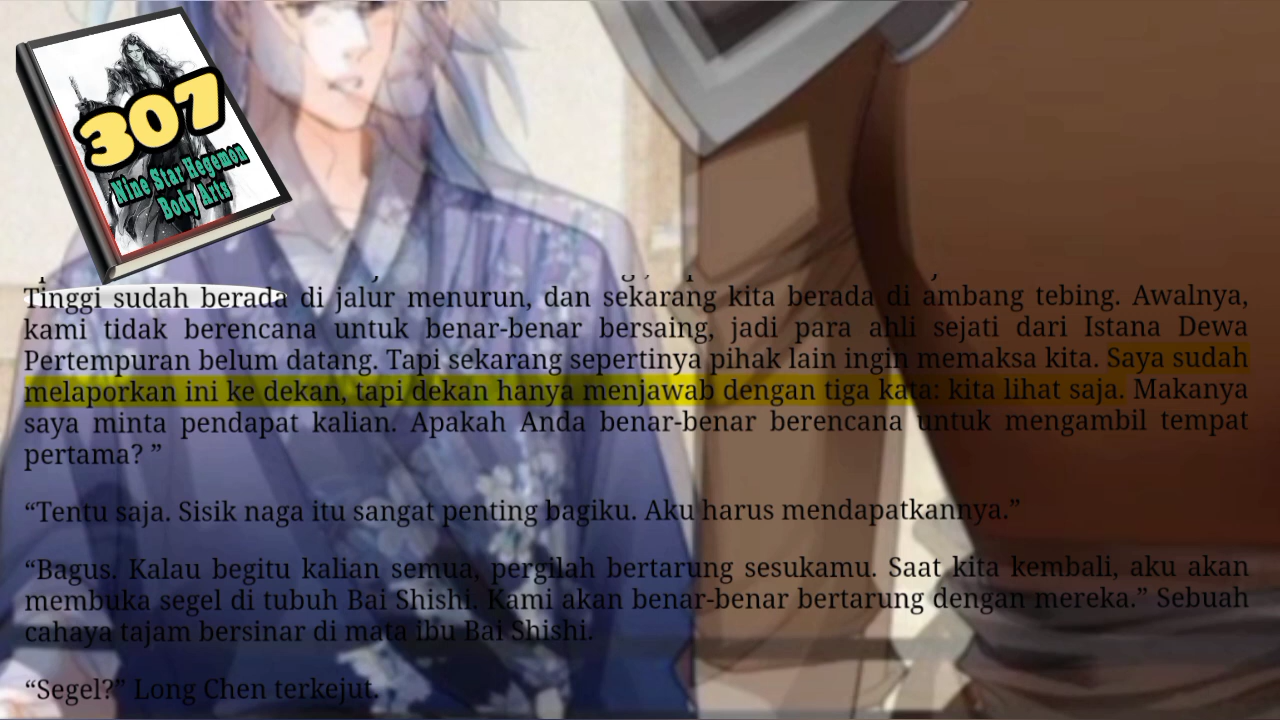 307
Nine Star Hegemon
Body Arts
Tinggi sudah berada di jalur menurun, dan sekarang kita berada di ambang tebing. Awalnya,
kami tidak berencana untuk benar-benar bersaing, jadi para ahli sejati dari Istana Dewa
Pertempuran belum datang. Tapi sekarang sepertinya pihak lain ingin memaksa kita. Saya sudah
melaporkan ini ke dekan, tapi dekan hanya menjawab dengan tiga kata: kita lihat saja. Makanya
saya minta pendapat kalian. Apakah Anda benar-benar berencana untuk mengambil tempat
pertama? ”
“Tentu saja. Sisik naga itu sangat penting bagiku. Aku harus mendapatkannya.”
“Bagus. Kalau begitu kalian semua, pergilah bertarung sesukamu. Saat kita kembali, aku akan
membuka segel di tubuh Bai Shishi. Kami akan benar-benar bertarung dengan mereka.” Sebuah
cahaya tajam bersinar di mata ibu Bai Shishi.
“Segel?” Long Chen terkejut.